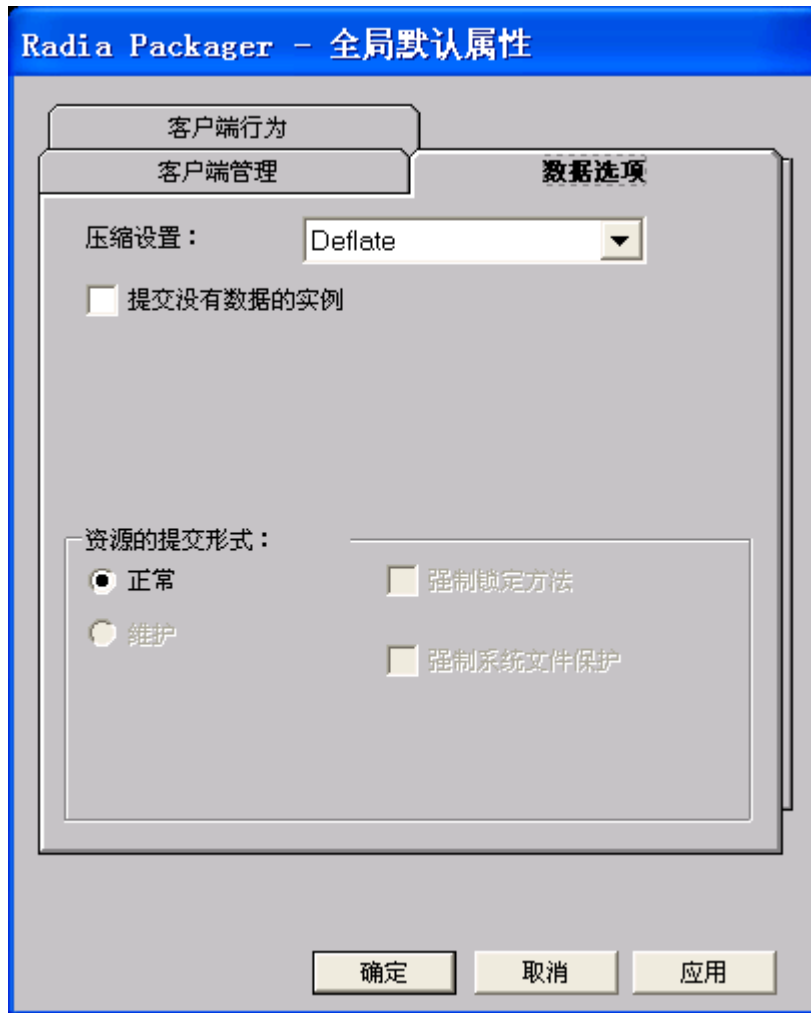 Radia Packager - 全局默认属性
客户端行为
客户端管理
数据选项
压缩设置：
Deflate
提交没有数据的实例
资源的提交形式：
正常
强制锁定方法
维护
强制系统文件保护
确定
取消
应用